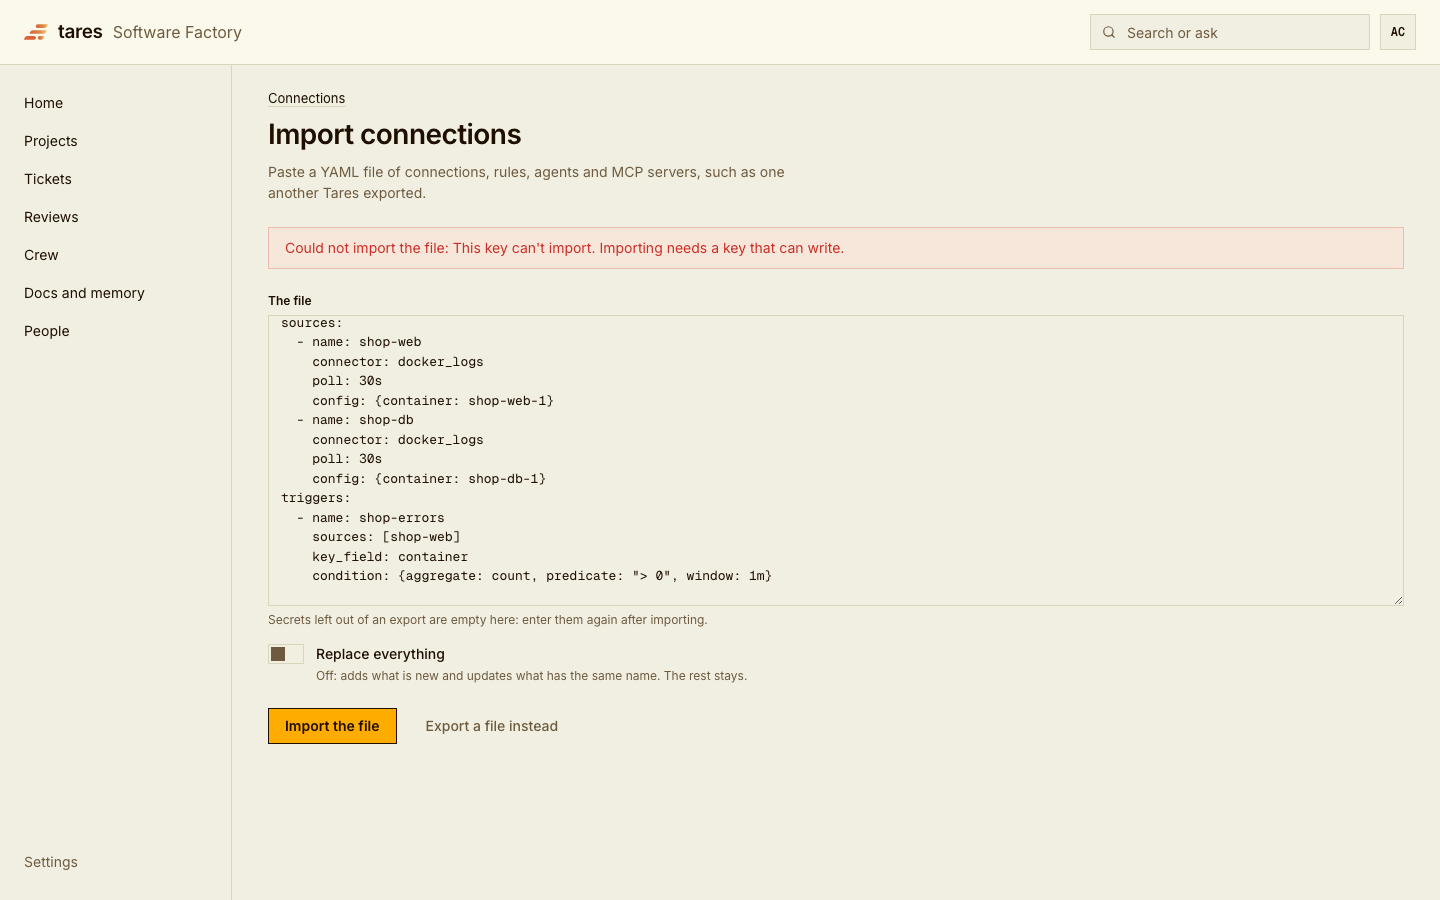 tares Software Factory
Search or ask
AC
Home
Projects
Tickets
Reviews
Crew
Docs and memory
People
Settings
Connections
Import connections
Paste a YAML file of connections, rules, agents and MCP servers, such as one
another Tares exported.
Could not import the file: This key can't import. Importing needs a key that can write.
The file
sources:
  - name: shop-web
    connector: docker_logs
    poll: 30s
    config: {container: shop-web-1}
  - name: shop-db
    connector: docker_logs
    poll: 30s
    config: {container: shop-db-1}
triggers:
  - name: shop-errors
    sources: [shop-web]
    key_field: container
    condition: {aggregate: count, predicate: "> 0", window: 1m}
Secrets left out of an export are empty here: enter them again after importing.
Replace everything
Off: adds what is new and updates what has the same name. The rest stays.
Import the file
Export a file instead